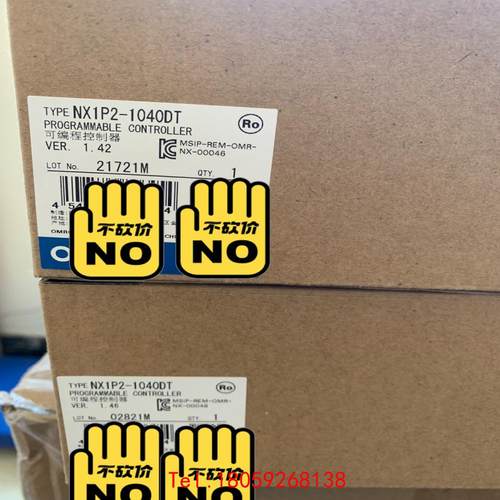 TYPE NX1P2-1040DT
PROGRAMMABLE CONTROLLER
可编程控制器
VER. 1.42
Ro
MSIP-REM-OMR-
NX-00046
LOT No. 21721M
QTY. 1
不砍价
NO
不砍价
NO
TYPE NX1P2-1040DT
PROGRAMMABLE CONTROLLER
可编程控制器
VER. 1.46
Ro
MSIP-REM-OMR-
NX-00046
LOT No. 02821M
QTY. 1
不砍价
NO
不砍价
NO
Tel:18059268138